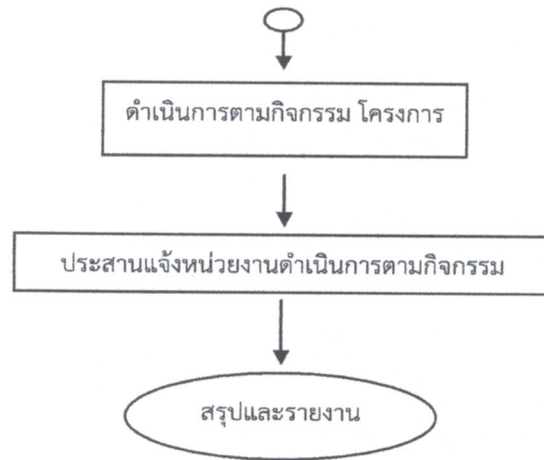 ดำเนินการตามกิจกรรม โครงการ
ประสานแจ้งหน่วยงานดำเนินการตามกิจกรรม
สรุปและรายงาน